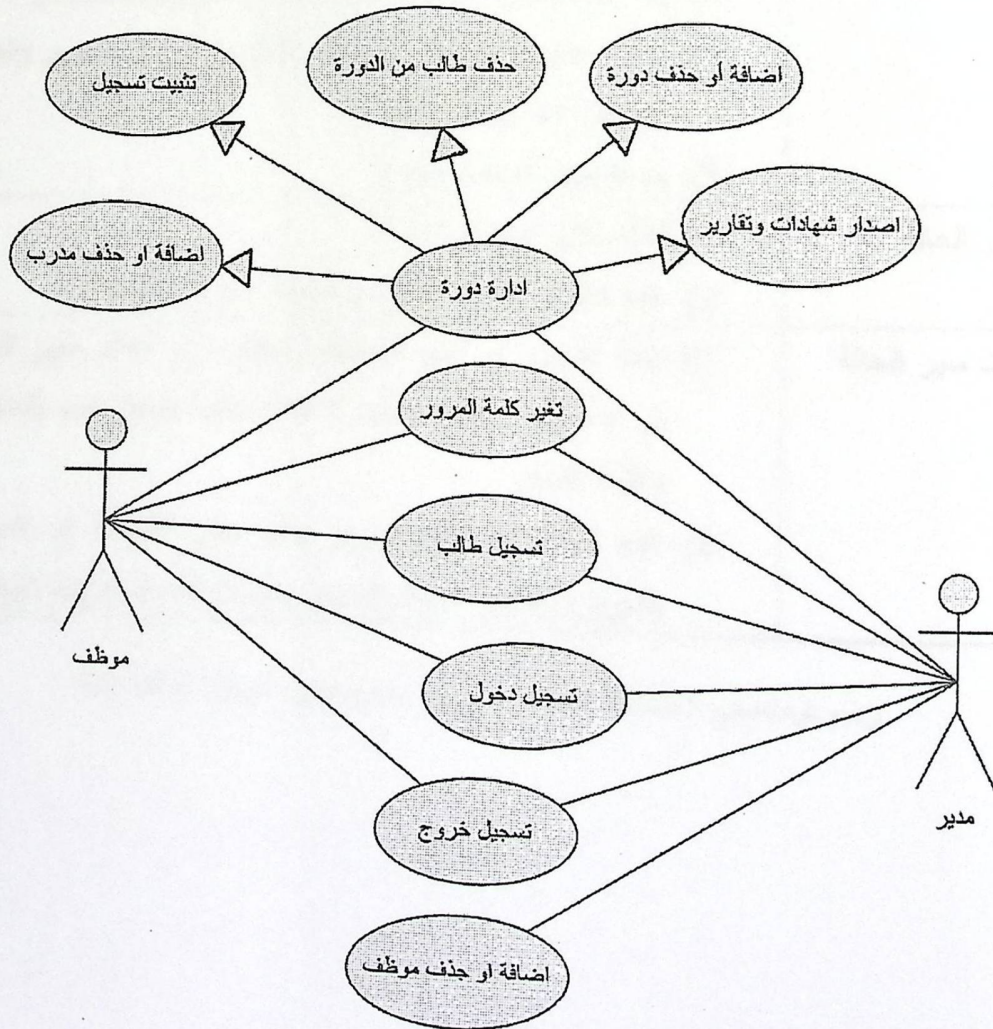 حذف طالب من الدورة
اضافة أو حذف دورة
تثبيت تسجيل
اصدار شهادات وتقارير
اضافة او حذف مدرب
ادارة دورة
تغير كلمة المرور
تسجيل طالب
موظف
تسجيل دخول
مدير
تسجيل خروج
اضافة او جذف موظف